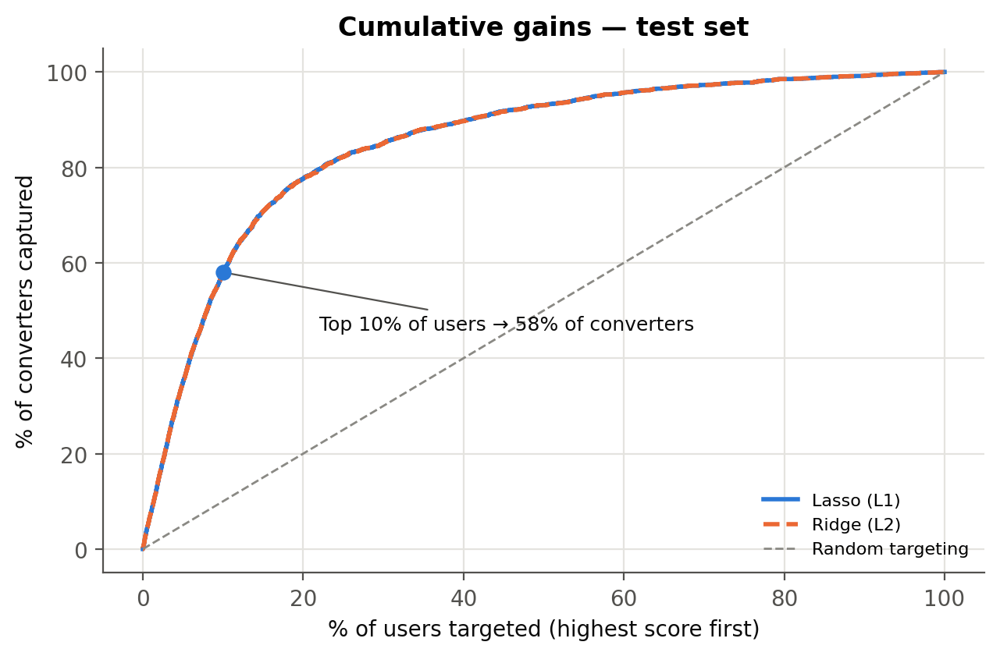 Cumulative gains — test set
% of converters captured
100
80
60
40
20
0
Top 10% of users → 58% of converters
Lasso (L1)
Ridge (L2)
Random targeting
0 20 40 60 80 100
% of users targeted (highest score first)